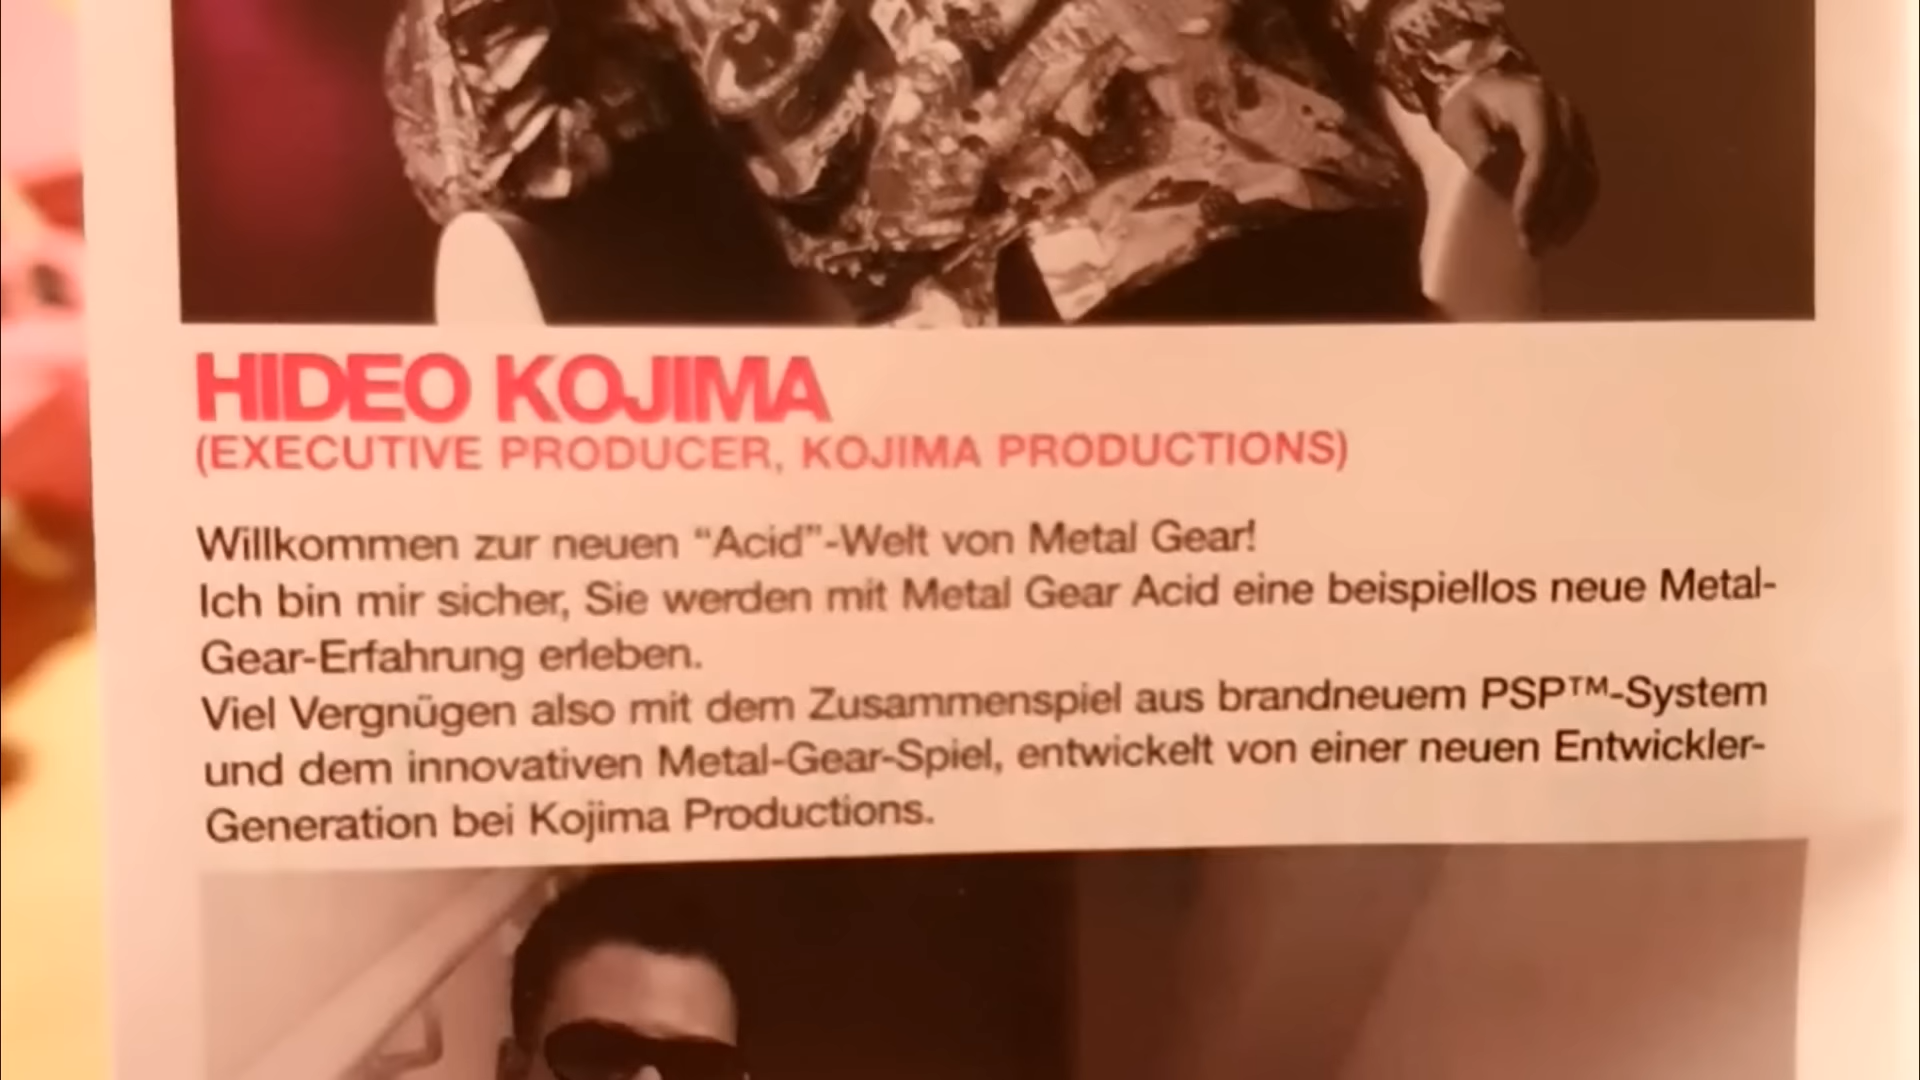 HIDEO KOJIMA
(EXECUTIVE PRODUCER, KOJIMA PRODUCTIONS)
Willkommen zur neuen “Acid”-Welt von Metal Gear!
Ich bin mir sicher, Sie werden mit Metal Gear Acid eine beispiellos neue Metal-
Gear-Erfahrung erleben.
Viel Vergnügen also mit dem Zusammenspiel aus brandneuem PSP™-System
und dem innovativen Metal-Gear-Spiel, entwickelt von einer neuen Entwickler-
Generation bei Kojima Productions.